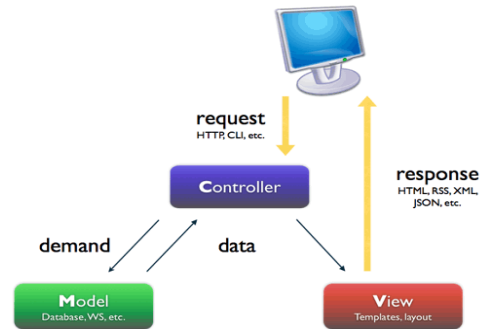 request
HTTP, CLI, etc.
response
HTML, RSS, XML,
JSON, etc.
Controller
demand
data
Model
Database, WS, etc.
View
Templates, layout